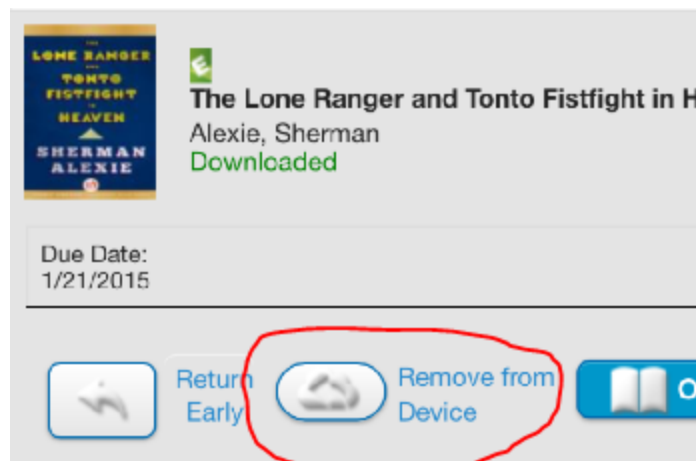 THE
LONE RANGER
AND
TONTO
FISTFIGHT
IN
HEAVEN
SHERMAN
ALEXIE
The Lone Ranger and Tonto Fistfight in H
Alexie, Sherman
Downloaded
Due Date:
1/21/2015
Return
Early
Remove from
Device
O